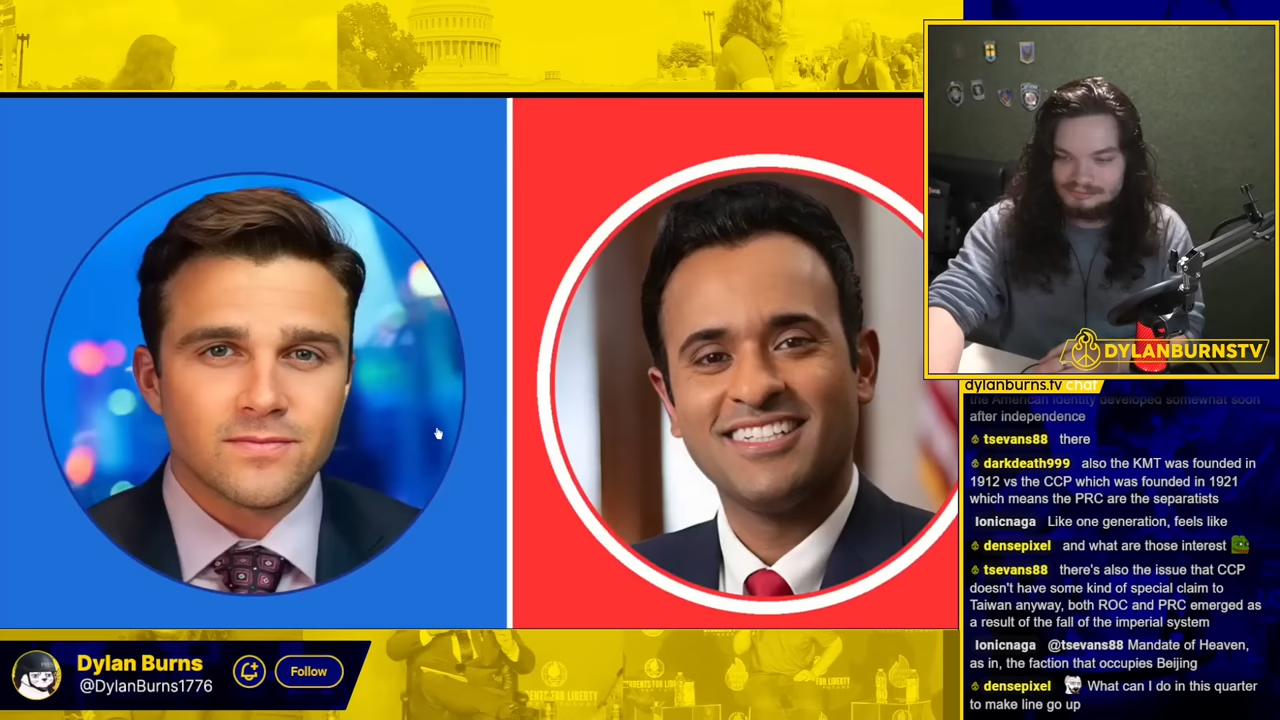 DYLANBURNSTV
dylanburns.tv chat
the American identity developed somewhat soon
after independence
tsevans88 there
darkdeath999 also the KMT was founded in
1912 vs the CCP which was founded in 1921
which means the PRC are the separatists
Ionicnaga Like one generation, feels like
densepixel and what are those interest
tsevans88 there's also the issue that CCP
doesn't have some kind of special claim to
Taiwan anyway, both ROC and PRC emerged as
a result of the fall of the imperial system
Ionicnaga @tsevans88 Mandate of Heaven,
as in, the faction that occupies Beijing
densepixel What can I do in this quarter
to make line go up
Dylan Burns
@DylanBurns1776
Follow